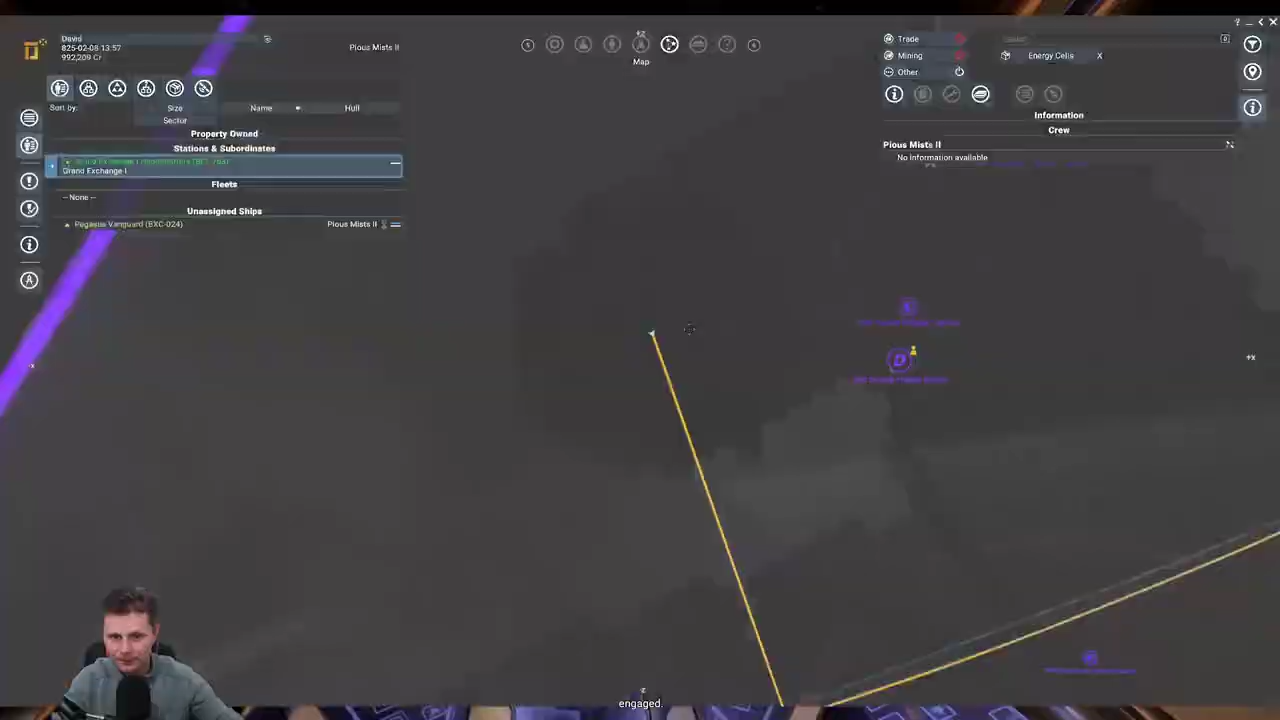 David
825-02-08 13:57
992,209 Cr
Pious Mists II
Map
Trade
Mining
Other
Energy Cells X
Sort by:
Size
Name
Hull
Sector
Property Owned
Stations & Subordinates
Grand Exchange I
Fleets
-- None --
Unassigned Ships
Pegasus Vanguard (BXC-024)
Pious Mists II
Information
Crew
Pious Mists II
No information available
+X
engaged.